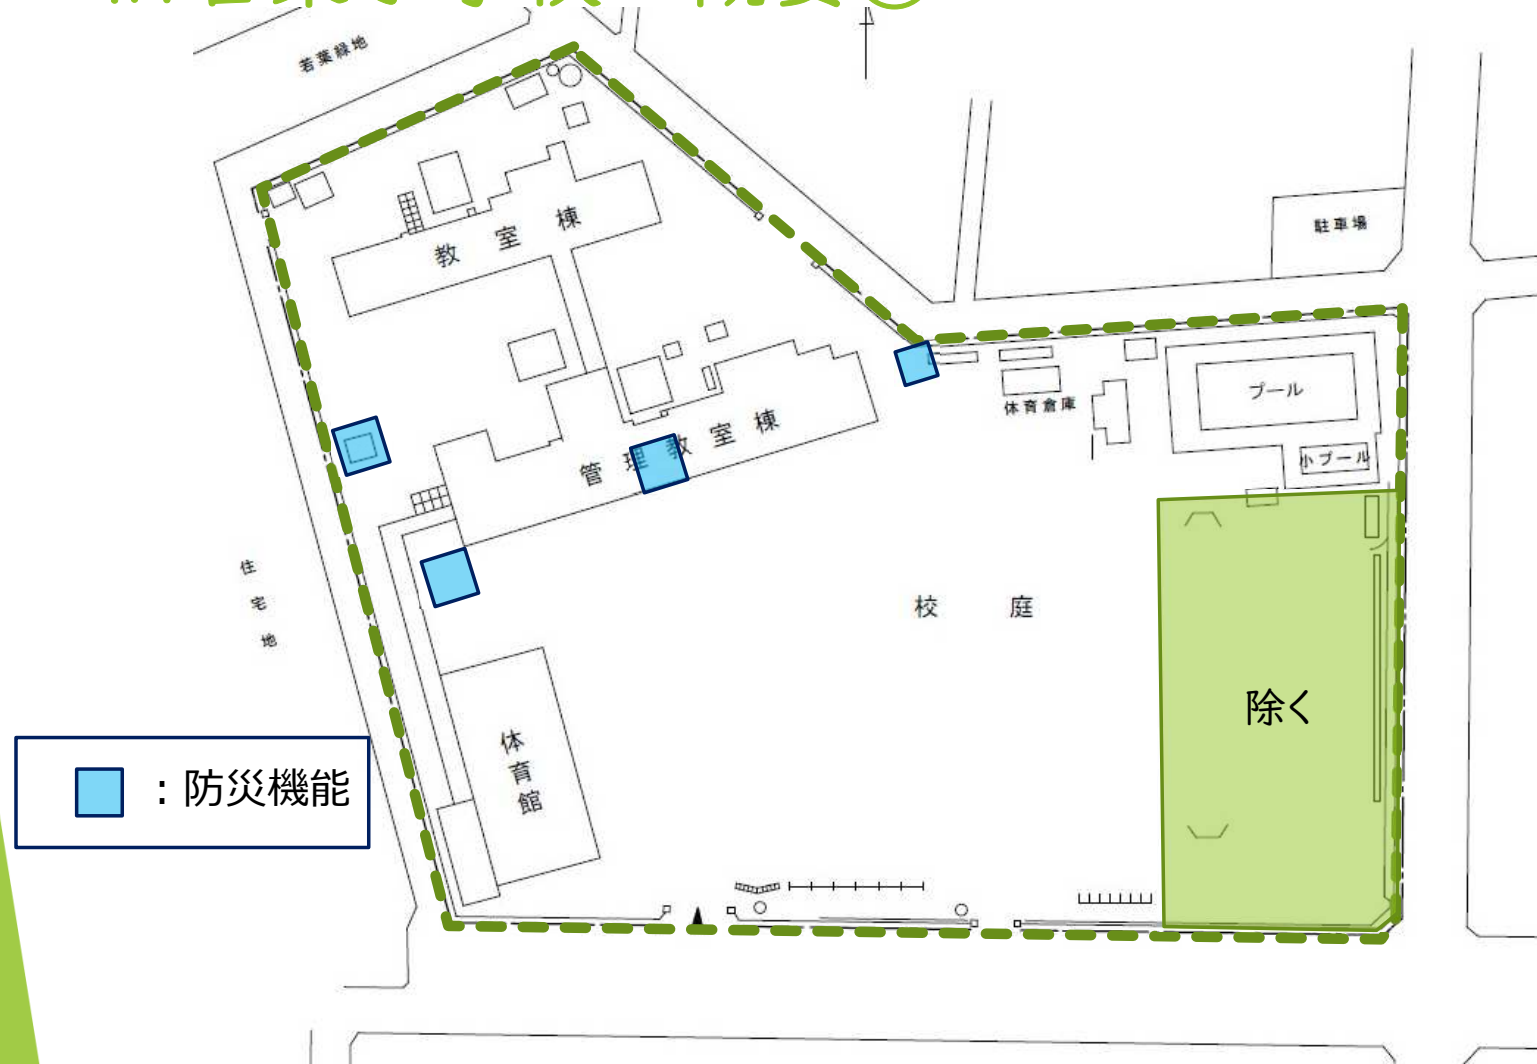 若葉緑地
駐車場
教室棟
プール
体育倉庫
管理教室棟
小プール
住宅地
校庭
除く
体育館
：防災機能